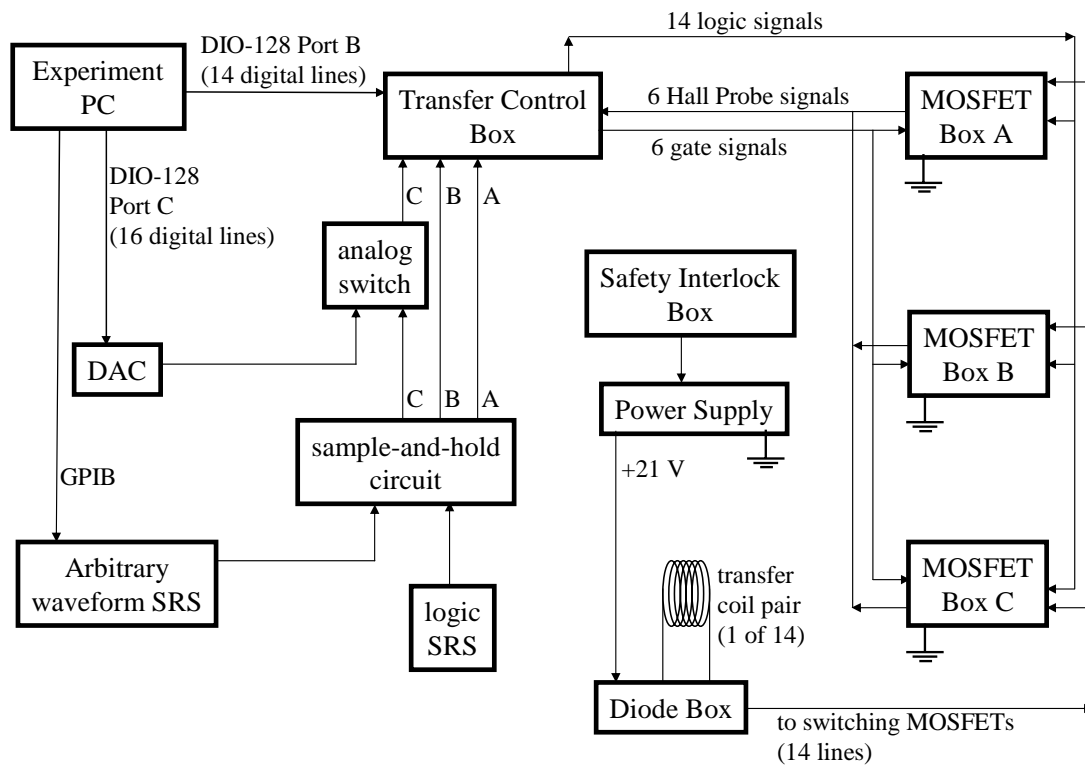 14 logic signals
DIO-128 Port B
(14 digital lines)
Experiment
PC
Transfer Control
Box
6 Hall Probe signals
6 gate signals
MOSFET
Box A
DIO-128
Port C
(16 digital lines)
C
B
A
analog
switch
Safety Interlock
Box
MOSFET
Box B
DAC
C
B
A
Power Supply
sample-and-hold
circuit
+21 V
GPIB
Arbitrary
waveform SRS
logic
SRS
transfer
coil pair
(1 of 14)
MOSFET
Box C
Diode Box
to switching MOSFETs
(14 lines)